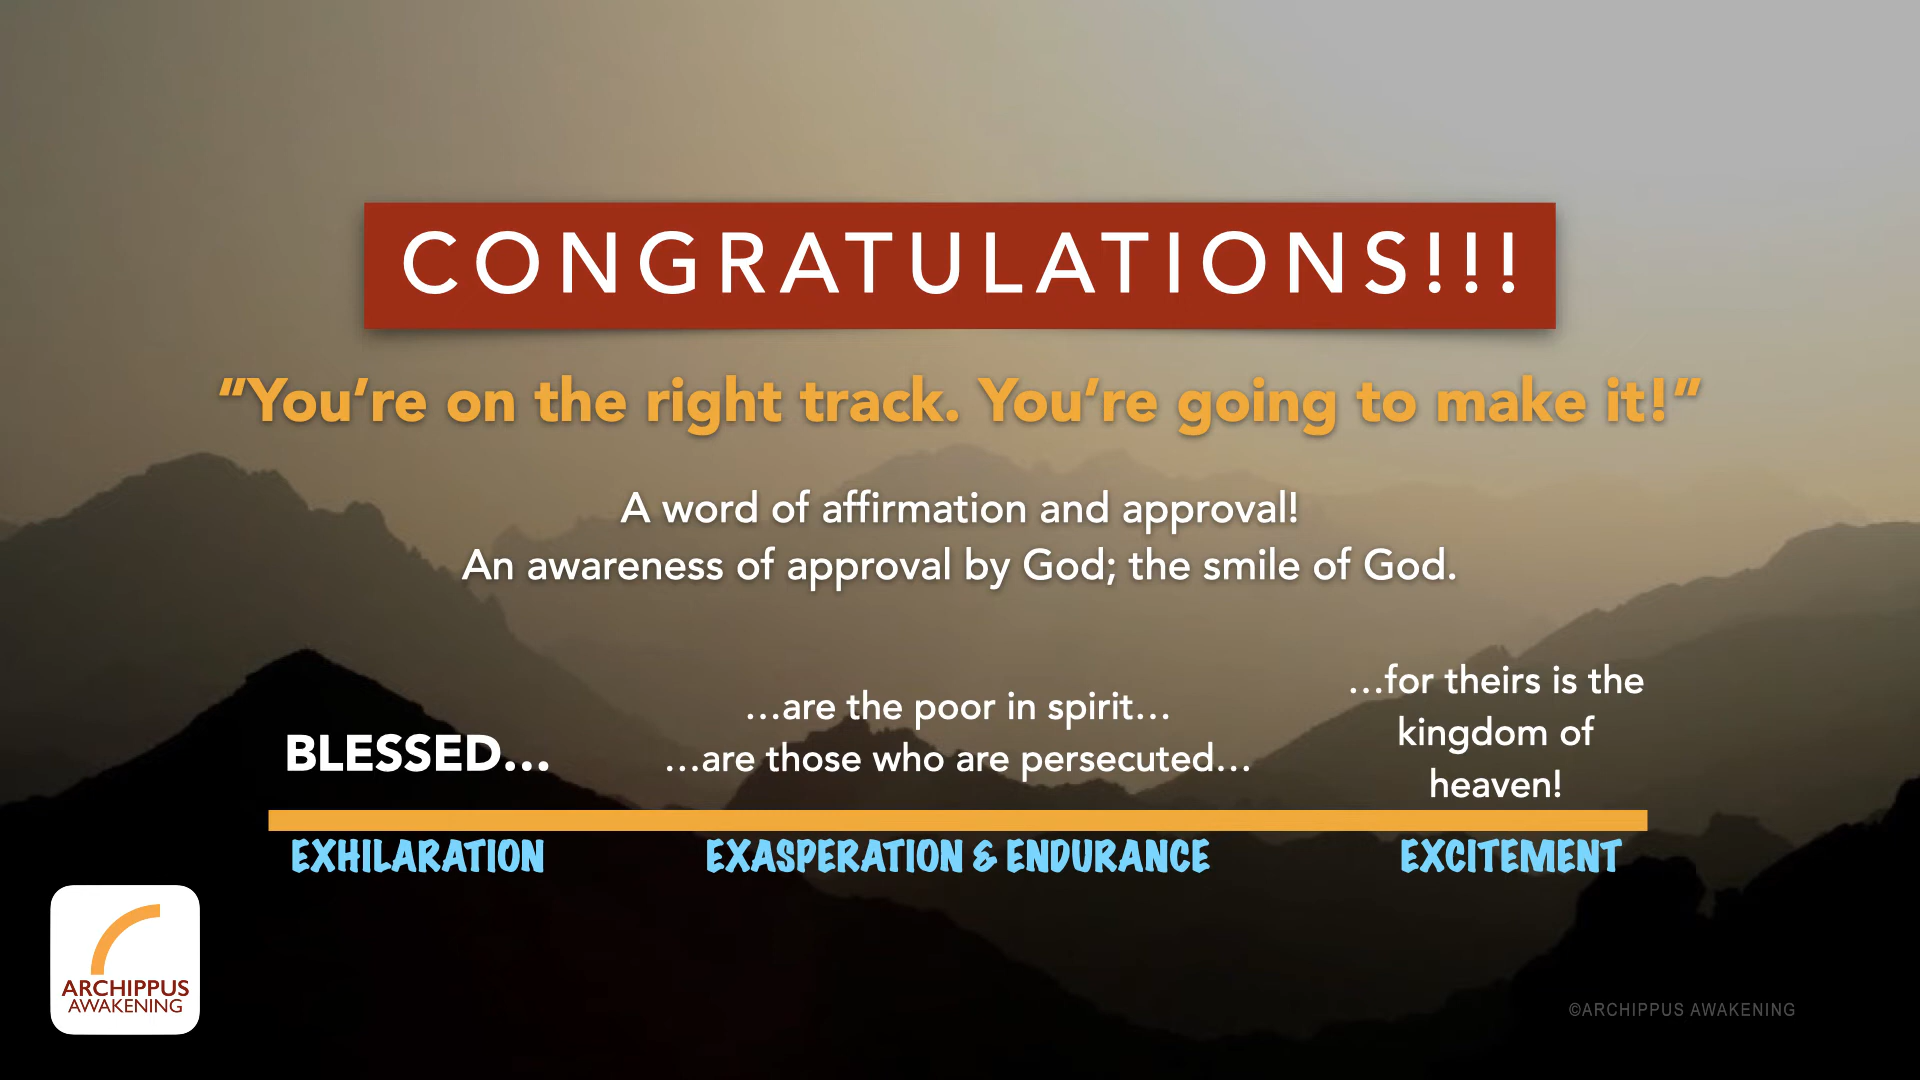 CONGRATULATIONS!!!
“You’re on the right track. You’re going to make it!”
A word of affirmation and approval!
An awareness of approval by God; the smile of God.
BLESSED…
…are the poor in spirit…
…are those who are persecuted…
…for theirs is the
kingdom of
heaven!
EXHILARATION
EXASPERATION & ENDURANCE
EXCITEMENT
ARCHIPPUS
AWAKENING
©ARCHIPPUS AWAKENING